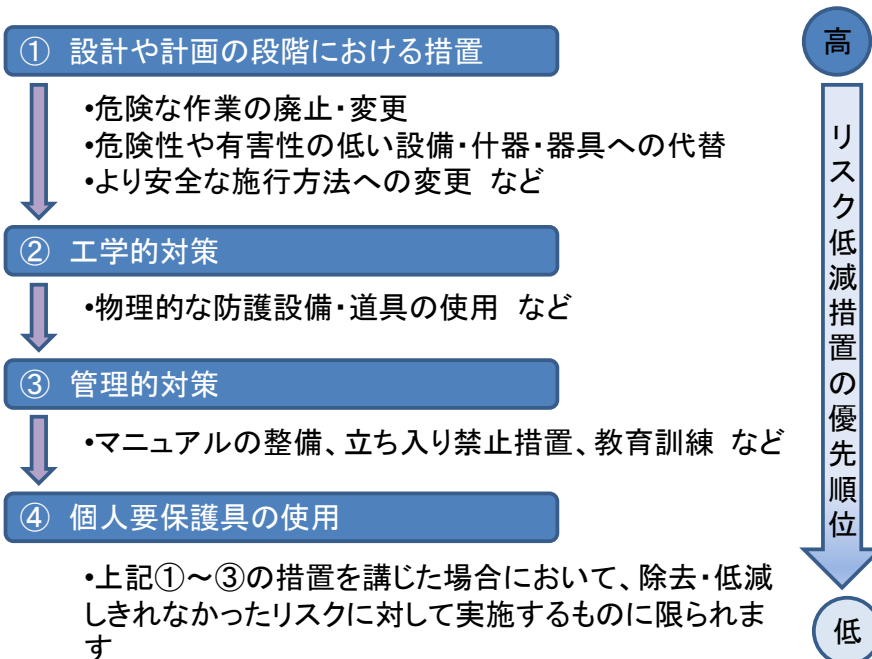 ① 設計や計画の段階における措置
•危険な作業の廃止・変更
•危険性や有害性の低い設備・什器・器具への代替
•より安全な施行方法への変更 など
② 工学的対策
•物理的な防護設備・道具の使用 など
③ 管理的対策
•マニュアルの整備、立ち入り禁止措置、教育訓練 など
④ 個人要保護具の使用
•上記①～③の措置を講じた場合において、除去・低減
しきれなかったリスクに対して実施するものに限られま
す
高
リスク低減措置の優先順位
低